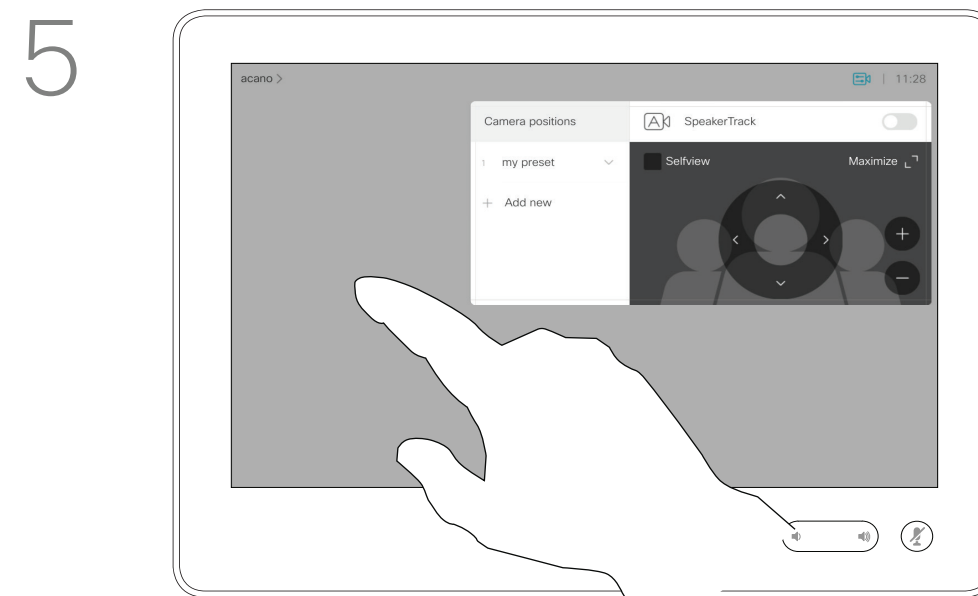 5
acano >
| 11:28
Camera positions
A SpeakerTrack
1 my preset
Selfview
Maximize
+ Add new
+
−